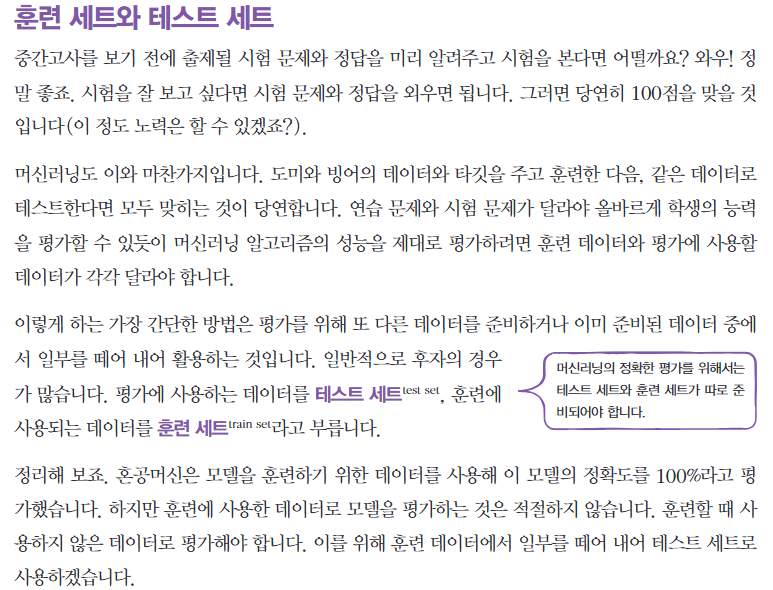 훈련 세트와 테스트 세트
중간고사를 보기 전에 출제될 시험 문제와 정답을 미리 알려주고 시험을 본다면 어떨까요? 와우! 정
말 좋죠. 시험을 잘 보고 싶다면 시험 문제와 정답을 외우면 됩니다. 그러면 당연히 100점을 맞을 것
입니다(이 정도 노력은 할 수 있겠죠?).
머신러닝도 이와 마찬가지입니다. 도미와 빙어의 데이터와 타깃을 주고 훈련한 다음, 같은 데이터로
테스트한다면 모두 맞히는 것이 당연합니다. 연습 문제와 시험 문제가 달라야 올바르게 학생의 능력
을 평가할 수 있듯이 머신러닝 알고리즘의 성능을 제대로 평가하려면 훈련 데이터와 평가에 사용할
데이터가 각각 달라야 합니다.
이렇게 하는 가장 간단한 방법은 평가를 위해 또 다른 데이터를 준비하거나 이미 준비된 데이터 중에
서 일부를 떼어 내어 활용하는 것입니다. 일반적으로 후자의 경우
가 많습니다. 평가에 사용하는 데이터를 테스트 세트test set, 훈련에
사용되는 데이터를 훈련 세트train set라고 부릅니다.
머신러닝의 정확한 평가를 위해서는
테스트 세트와 훈련 세트가 따로 준
비되어야 합니다.
정리해 보죠. 혼공머신은 모델을 훈련하기 위한 데이터를 사용해 이 모델의 정확도를 100%라고 평
가했습니다. 하지만 훈련에 사용한 데이터로 모델을 평가하는 것은 적절하지 않습니다. 훈련할 때 사
용하지 않은 데이터로 평가해야 합니다. 이를 위해 훈련 데이터에서 일부를 떼어 내어 테스트 세트로
사용하겠습니다.